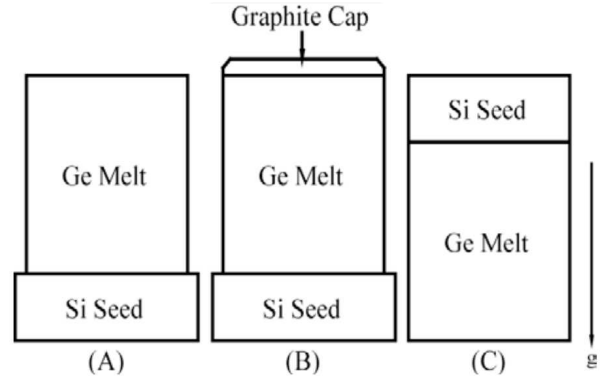 Graphite Cap
Ge Melt
Si Seed
(A)
Ge Melt
Si Seed
(B)
Si Seed
Ge Melt
(C)
g